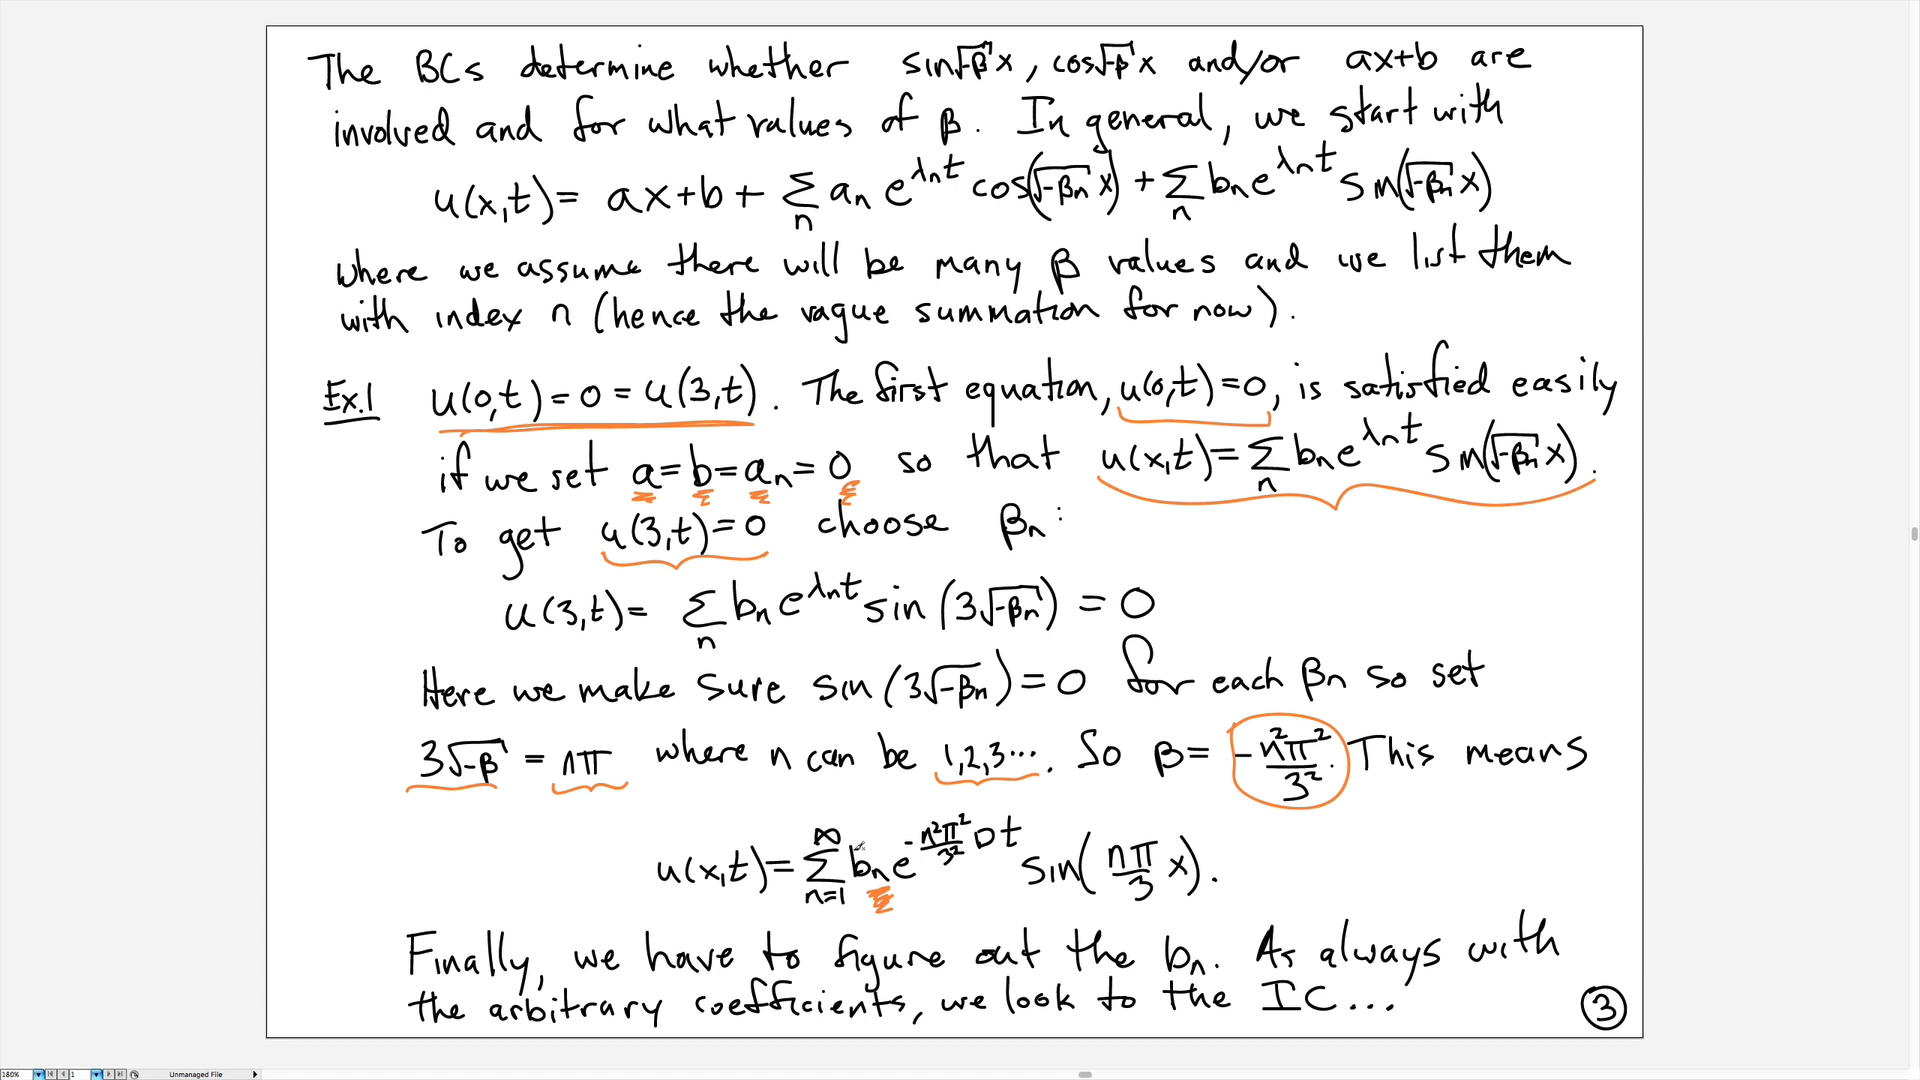 The BCs determine whether sin√-β x, cos√-β x and/or ax+b are
involved and for what values of β. In general, we start with
u(x,t)= ax+b+ Σ_n a_n e^{λ_n t} cos(√-β_n x) + Σ_n b_n e^{λ_n t} sin(√-β_n x)
where we assume there will be many β values and we list them
with index n (hence the vague summation for now).
Ex.1 u(0,t)=0=u(3,t). The first equation, u(0,t)=0, is satisfied easily
if we set a=b=a_n=0 so that u(x,t)= Σ_n b_n e^{λ_n t} sin(√-β_n x).
To get u(3,t)=0 choose β_n:
u(3,t)= Σ_n b_n e^{λ_n t} sin(3√-β_n) = 0
Here we make sure sin(3√-β_n)=0 for each β_n so set
3√-β = nπ where n can be 1,2,3···. So β= -n²π²/3². This means
u(x,t)= Σ_{n=1}^∞ b_n e^{-n²π²/3² Dt} sin(nπ/3 x).
Finally, we have to figure out the b_n. As always with
the arbitrary coefficients, we look to the IC...
3
180% 1 Unmanaged File